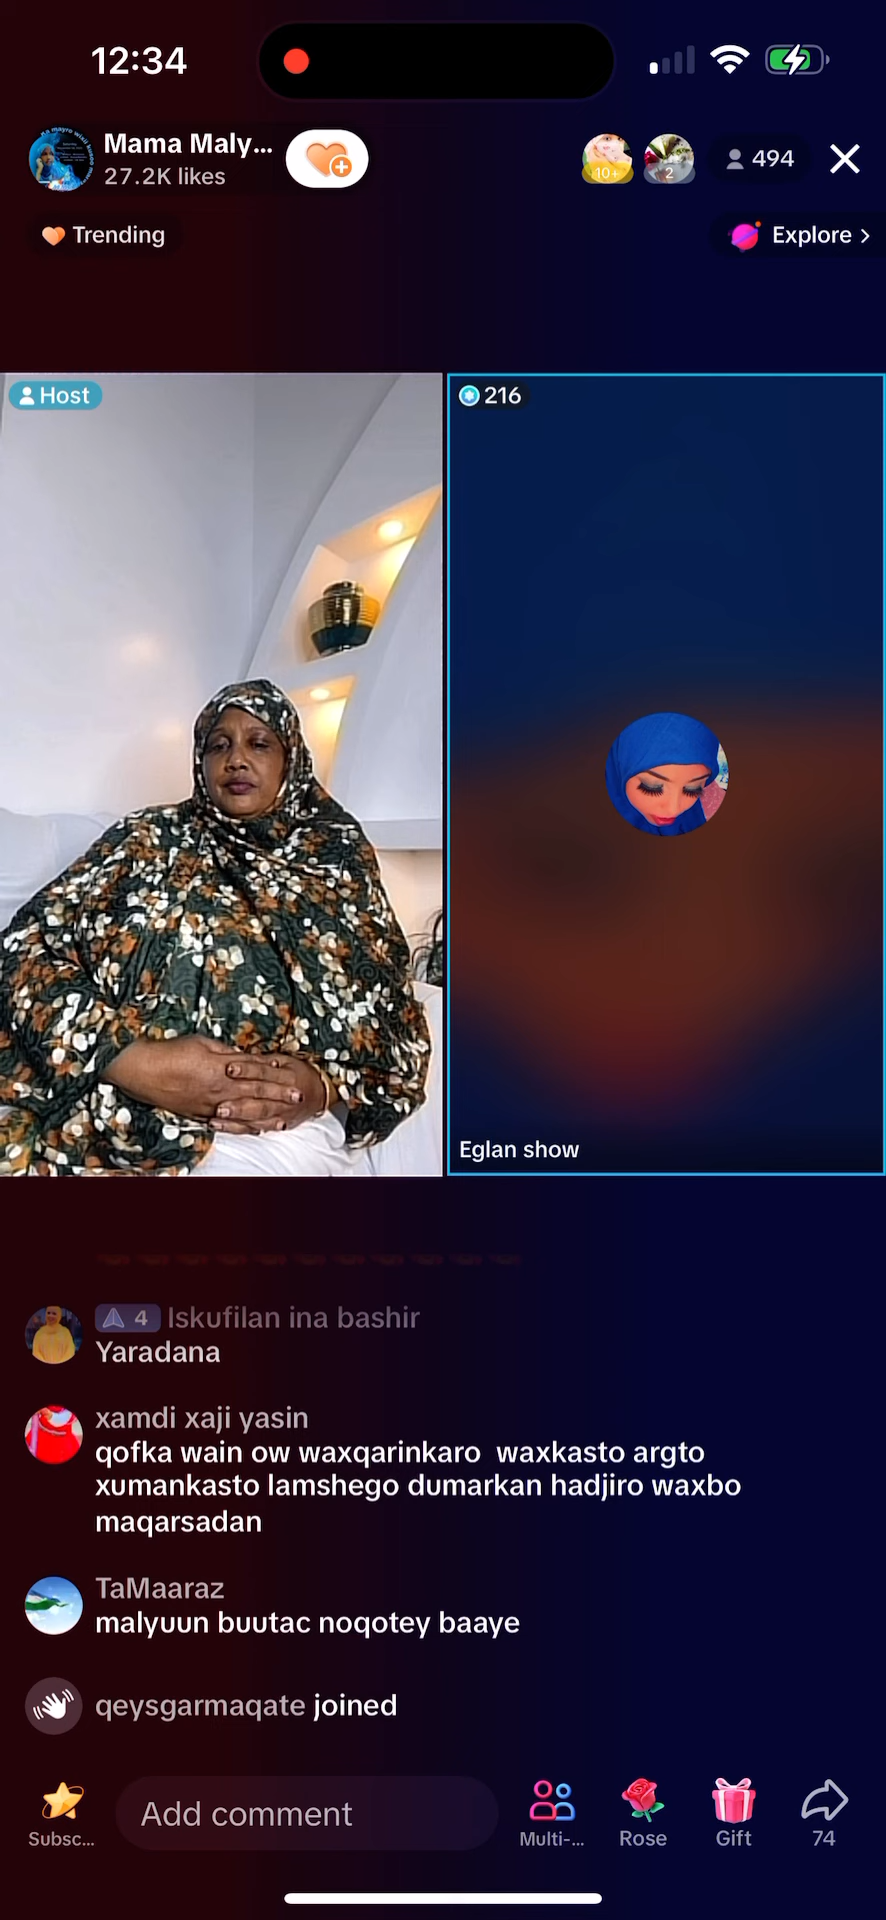 12:34
Mama Maly...
27.2K likes
10+
2
494
Trending
Explore >
Host
216
Eglan show
4 Iskufilan ina bashir
Yaradana
xamdi xaji yasin
qofka wain ow waxqarinkaro waxkasto argto
xumankasto lamshego dumarkan hadjiro waxbo
maqarsadan
TaMaaraz
malyuun buutac noqotey baaye
qeysgarmaqate joined
Subsc...
Add comment
Multi-...
Rose
Gift
74